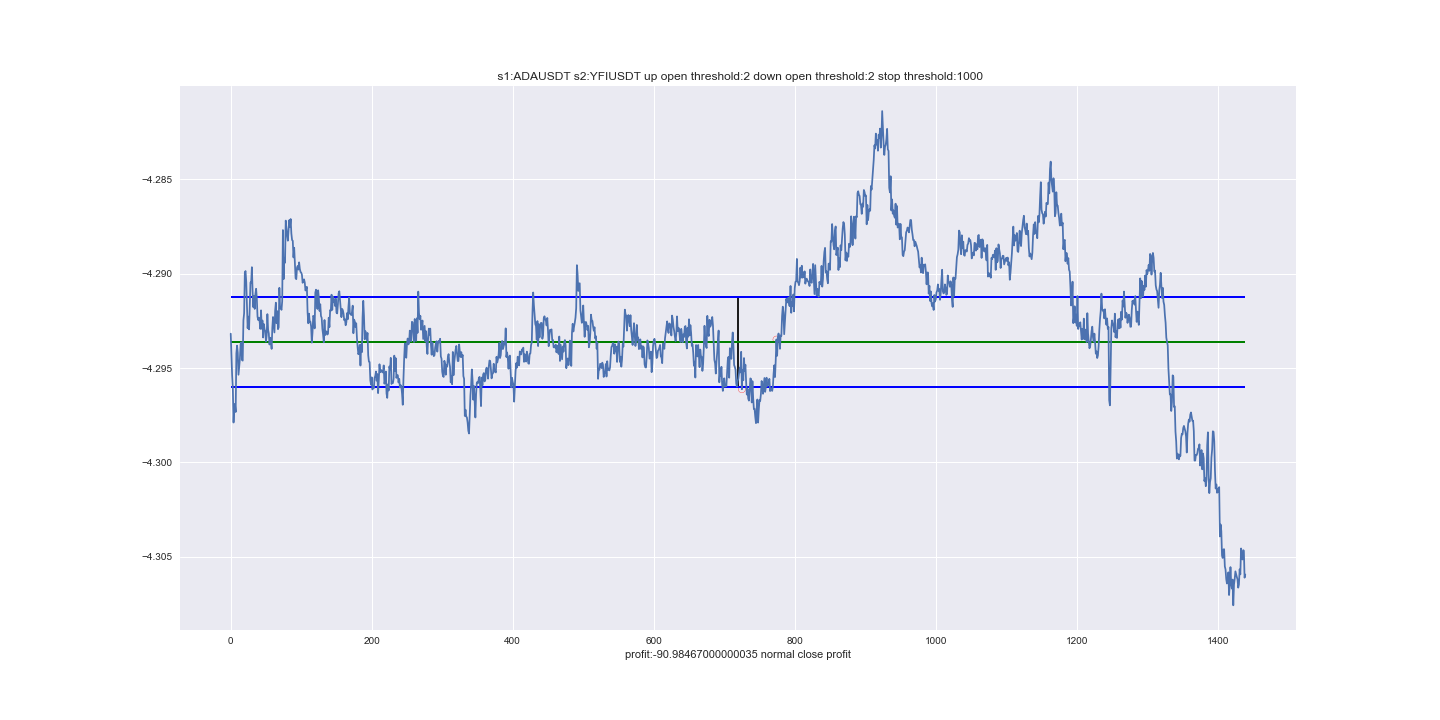 s1:ADAUSDT s2:YFIUSDT up open threshold:2 down open threshold:2 stop threshold:1000
−4.285
−4.290
−4.295
−4.300
−4.305
0 200 400 600 800 1000 1200 1400
profit:-90.98467000000035 normal close profit